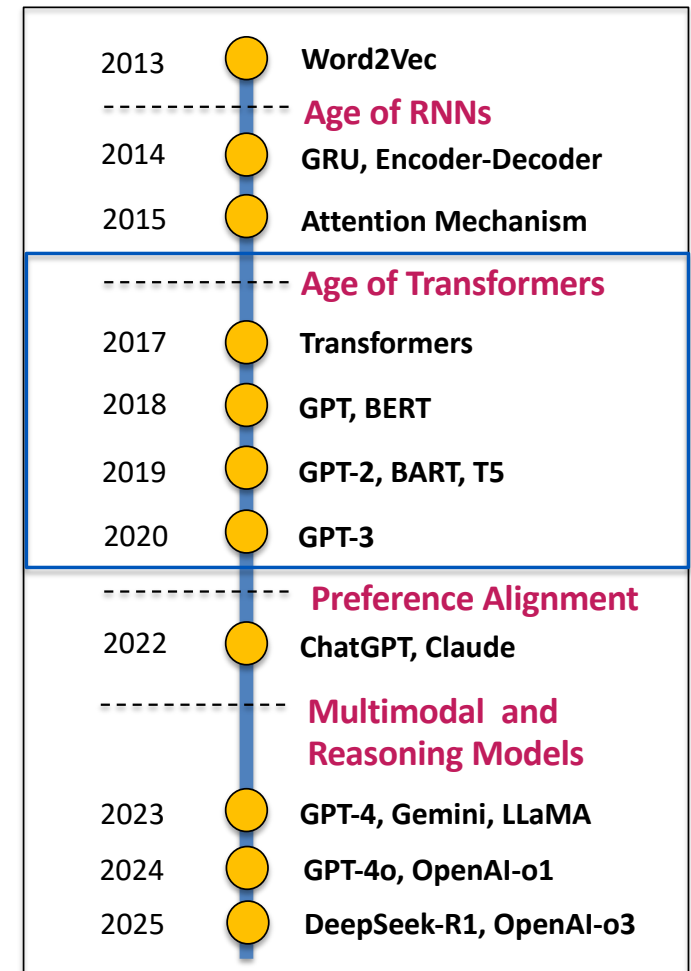 2013 Word2Vec
Age of RNNs
2014 GRU, Encoder-Decoder
2015 Attention Mechanism
Age of Transformers
2017 Transformers
2018 GPT, BERT
2019 GPT-2, BART, T5
2020 GPT-3
Preference Alignment
2022 ChatGPT, Claude
Multimodal and
Reasoning Models
2023 GPT-4, Gemini, LLaMA
2024 GPT-4o, OpenAI-o1
2025 DeepSeek-R1, OpenAI-o3